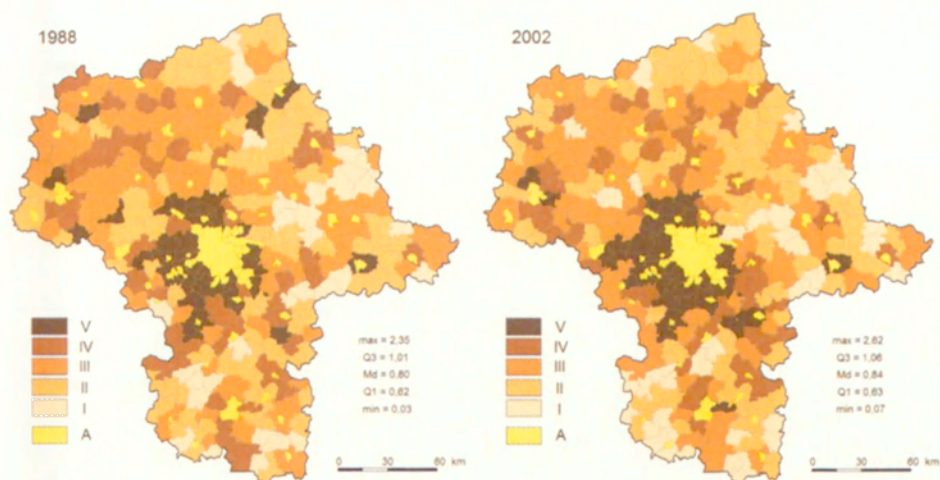 1988
V
IV
III
II
I
A
max = 2,35
Q3 = 1,01
Md = 0,80
Q1 = 0,62
min = 0,03
0 30 60 km
2002
V
IV
III
II
I
A
max = 2,62
Q3 = 1,06
Md = 0,84
Q1 = 0,63
min = 0,07
0 30 60 km